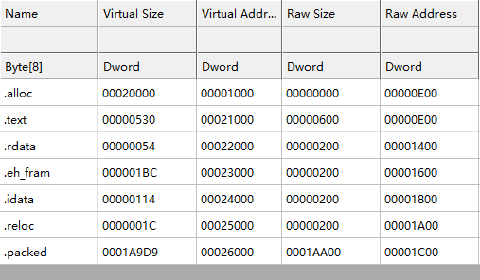 Name Virtual Size Virtual Addr... Raw Size Raw Address
Byte[8] Dword Dword Dword Dword
.alloc 00020000 00001000 00000000 00000E00
.text 00000530 00021000 00000600 00000E00
.rdata 00000054 00022000 00000200 00001400
.eh_fram 000001BC 00023000 00000200 00001600
.idata 00000114 00024000 00000200 00001800
.reloc 0000001C 00025000 00000200 00001A00
.packed 0001A9D9 00026000 0001AA00 00001C00